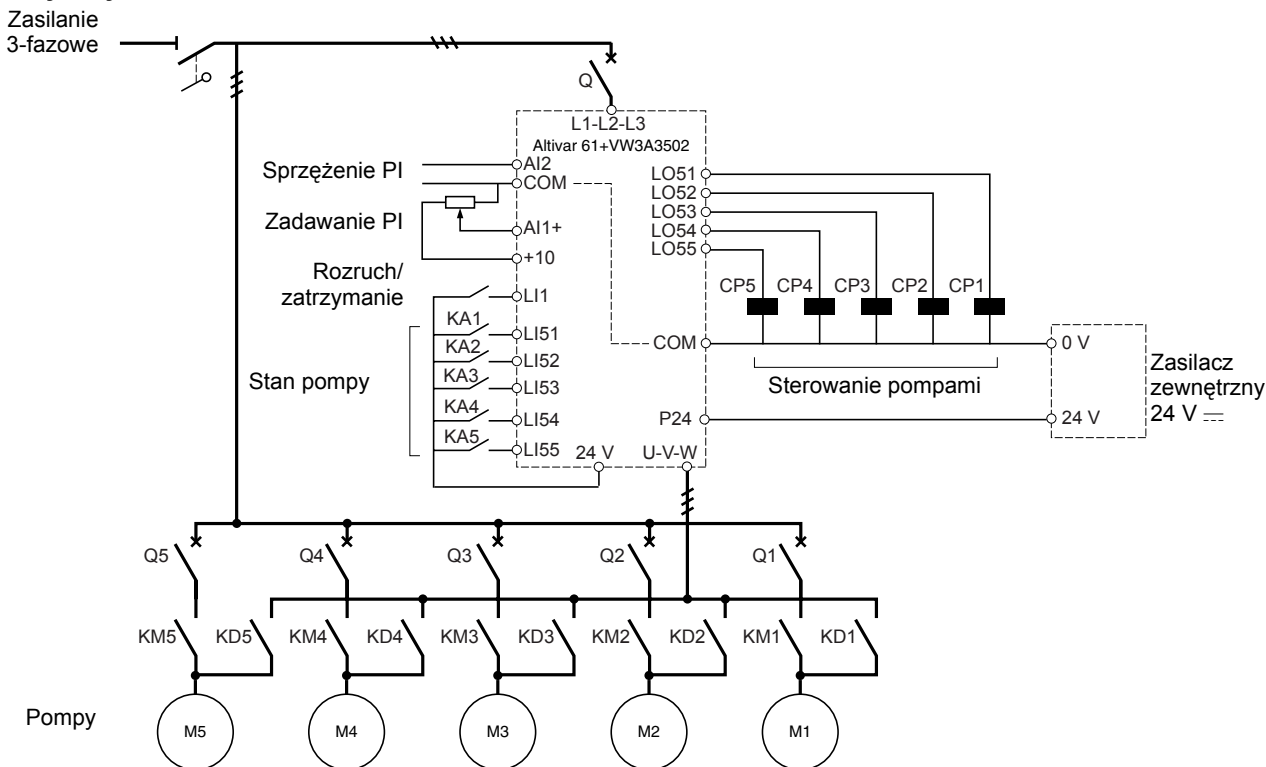 Zasilanie
3-fazowe
Q
L1-L2-L3
Altivar 61+VW3A3502
Sprzężenie PI
AI2
COM
Zadawanie PI
AI1+
+10
Rozruch/
zatrzymanie
LI1
KA1
LI51
KA2
LI52
KA3
LI53
KA4
LI54
KA5
LI55
Stan pompy
24 V
U-V-W
LO51
LO52
LO53
LO54
LO55
CP5
CP4
CP3
CP2
CP1
COM
0 V
Sterowanie pompami
P24
24 V
Zasilacz
zewnętrzny
24 V
Q5
Q4
Q3
Q2
Q1
KM5
KD5
KM4
KD4
KM3
KD3
KM2
KD2
KM1
KD1
Pompy
M5
M4
M3
M2
M1